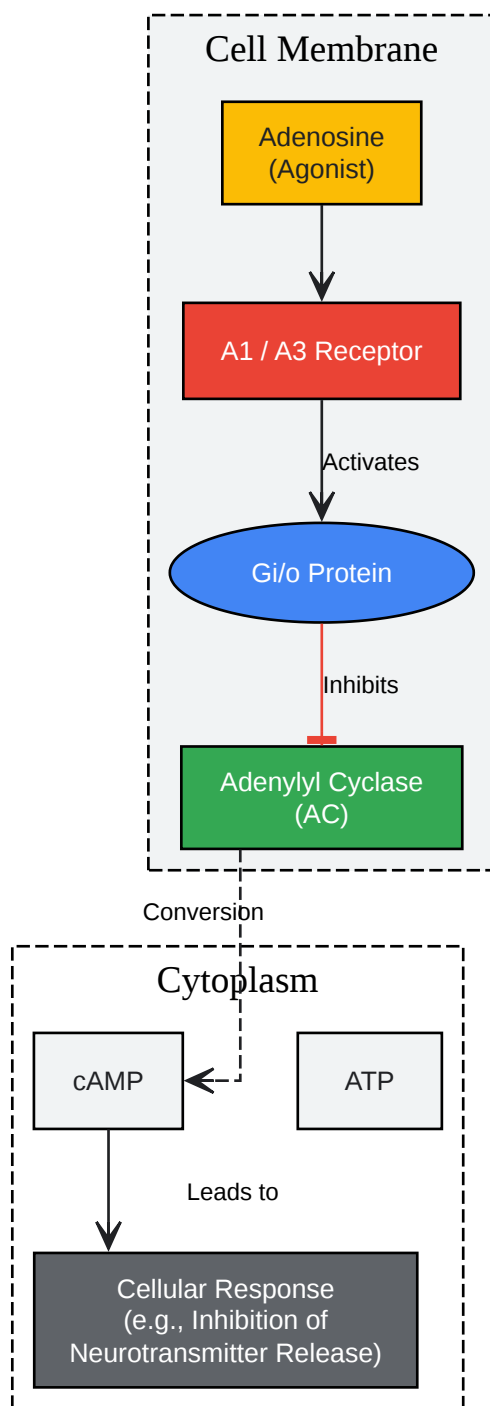 Cell Membrane
Adenosine
(Agonist)
A1 / A3 Receptor
Activates
Gi/o Protein
Inhibits
Adenylyl Cyclase
(AC)
Conversion
Cytoplasm
cAMP
ATP
Leads to
Cellular Response
(e.g., Inhibition of
Neurotransmitter Release)